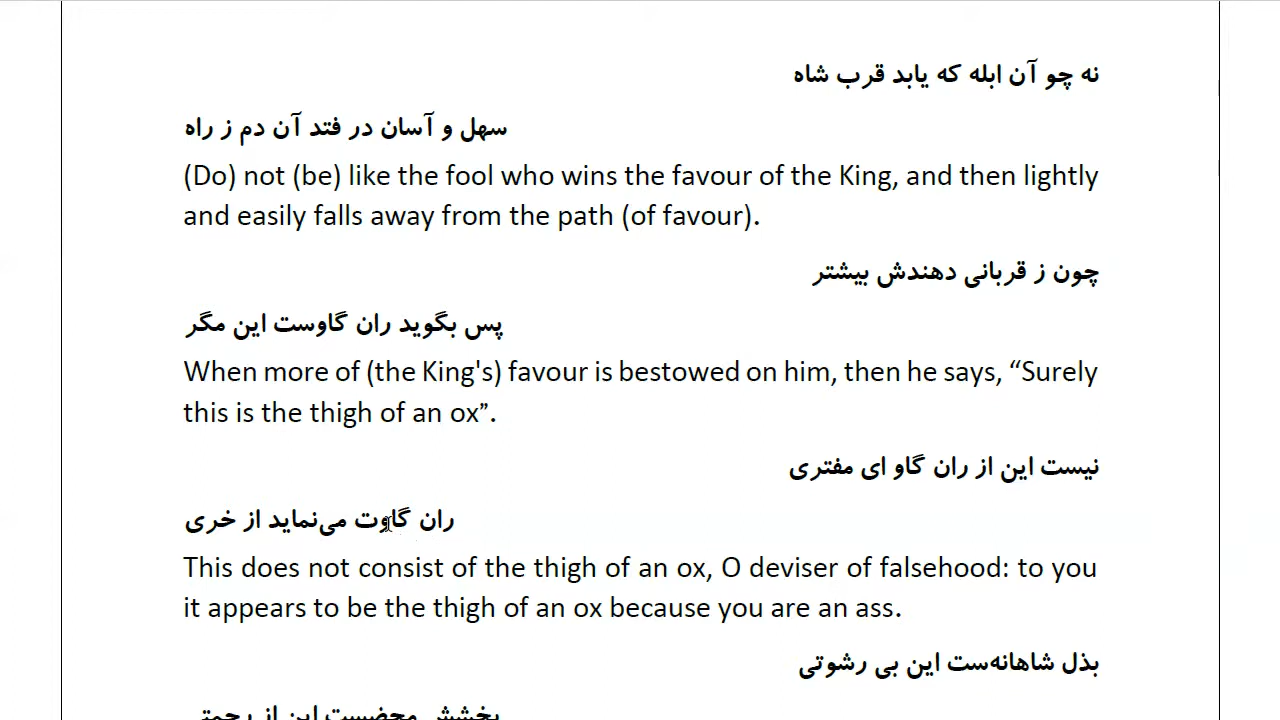 نه چو آن ابله که یابد قرب شاه
سهل و آسان در فتد آن دم ز راه
(Do) not (be) like the fool who wins the favour of the King, and then lightly
and easily falls away from the path (of favour).
چون ز قربانی دهندش بیشتر
پس بگوید ران گاوست این مگر
When more of (the King's) favour is bestowed on him, then he says, “Surely
this is the thigh of an ox”.
نیست این از ران گاو ای مفتری
ران گاوت می‌نماید از خری
This does not consist of the thigh of an ox, O deviser of falsehood: to you
it appears to be the thigh of an ox because you are an ass.
بذل شاهانه‌ست این بی رشوتی
بخشش محضست این از رحمتی